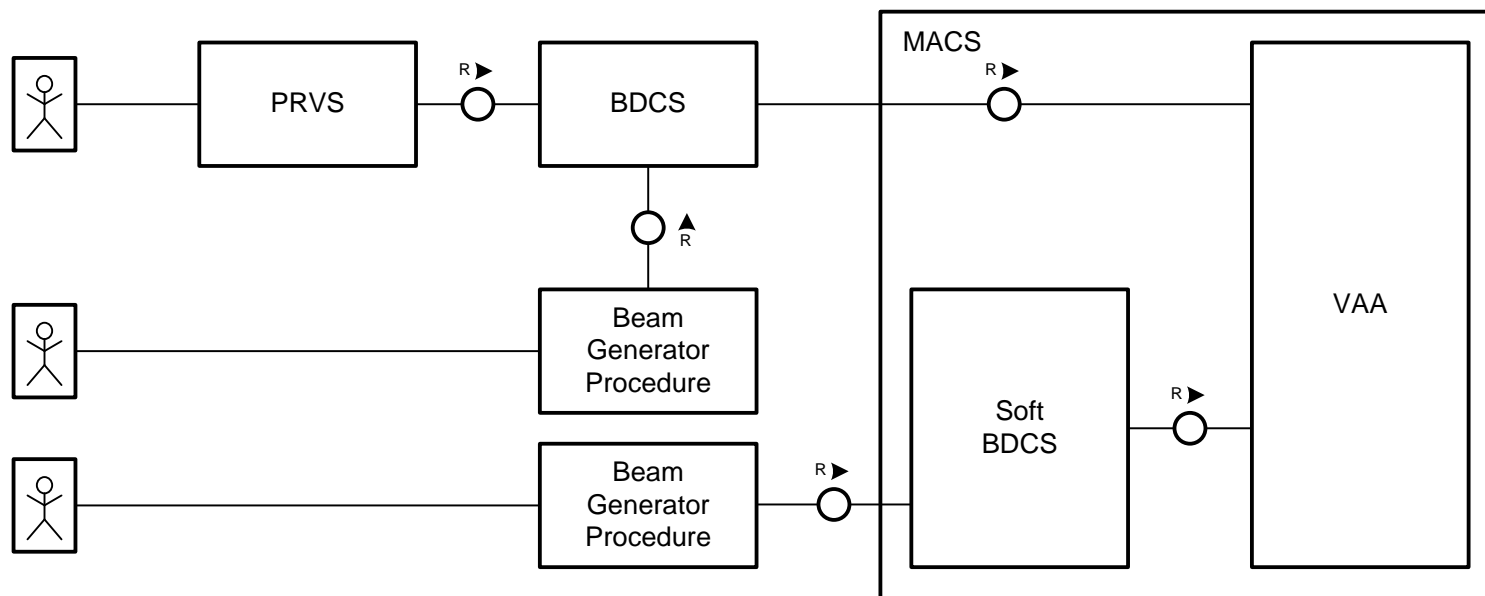 MACS
R
R
PRVS
BDCS
R
Beam
Generator
Procedure
VAA
Soft
BDCS
R
Beam
Generator
Procedure
R